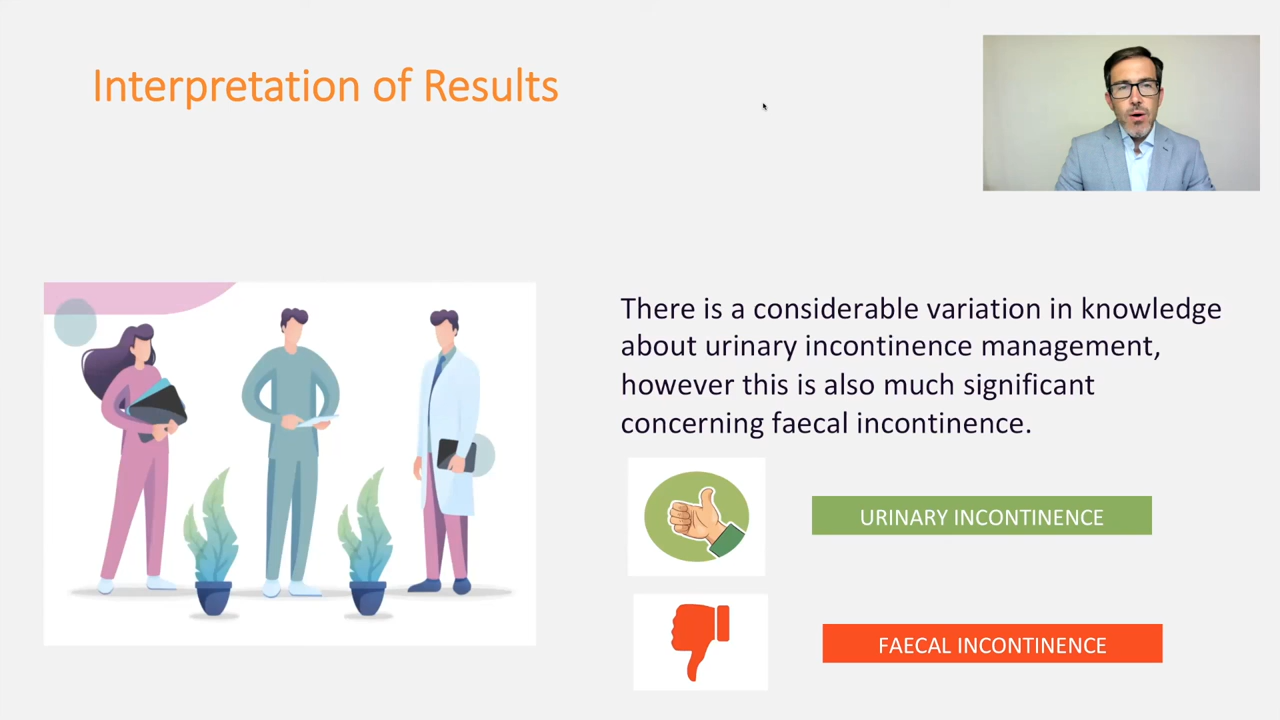 Interpretation of Results
There is a considerable variation in knowledge
about urinary incontinence management,
however this is also much significant
concerning faecal incontinence.
URINARY INCONTINENCE
FAECAL INCONTINENCE